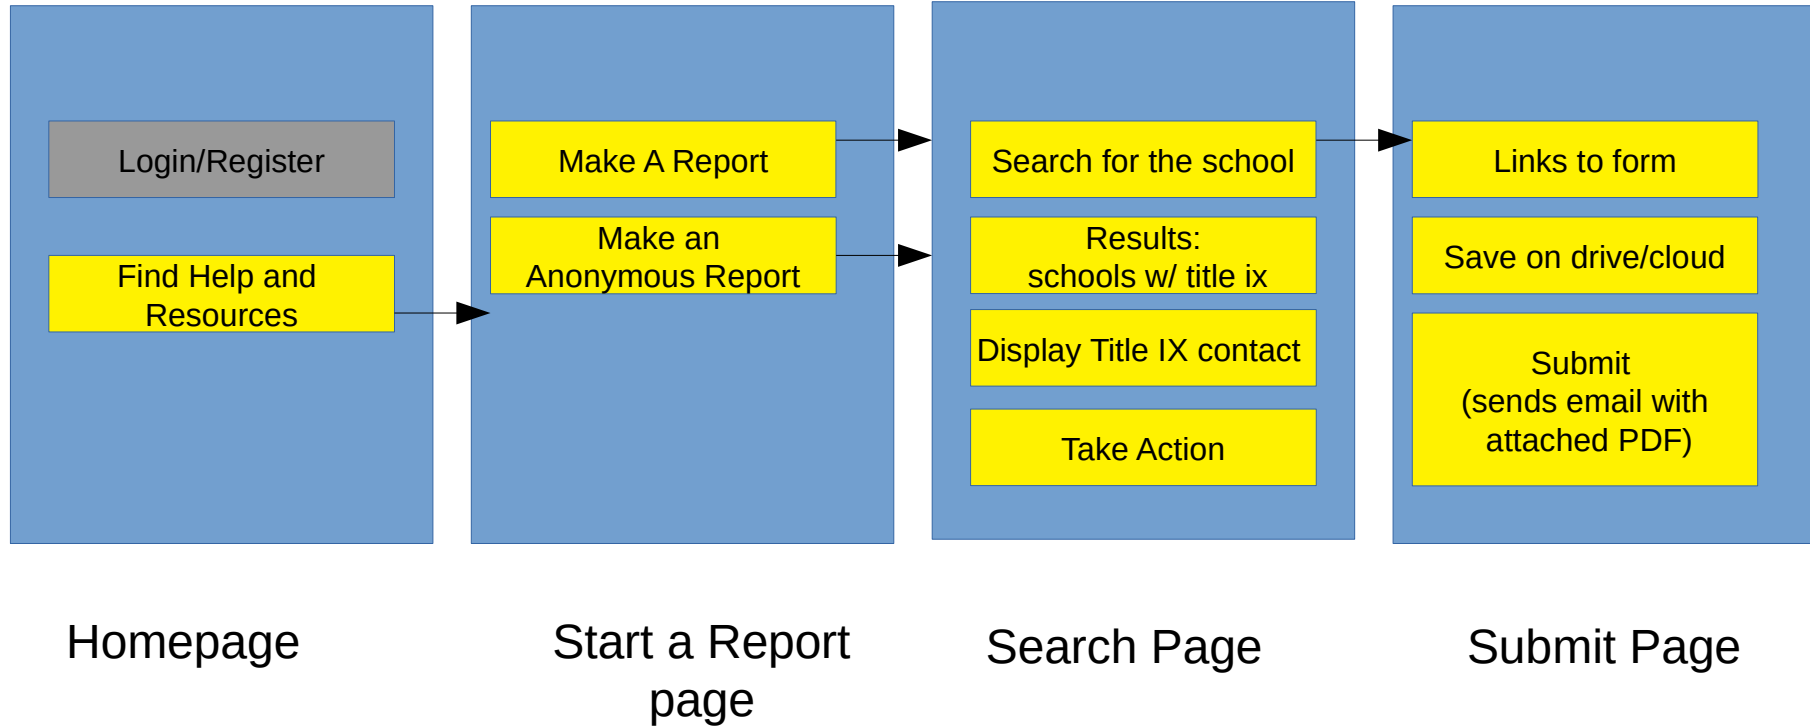 Login/Register
Find Help and
Resources
Make A Report
Make an
Anonymous Report
Search for the school
Results:
schools w/ title ix
Display Title IX contact
Take Action
Links to form
Save on drive/cloud
Submit
(sends email with
attached PDF)
Homepage
Start a Report
page
Search Page
Submit Page